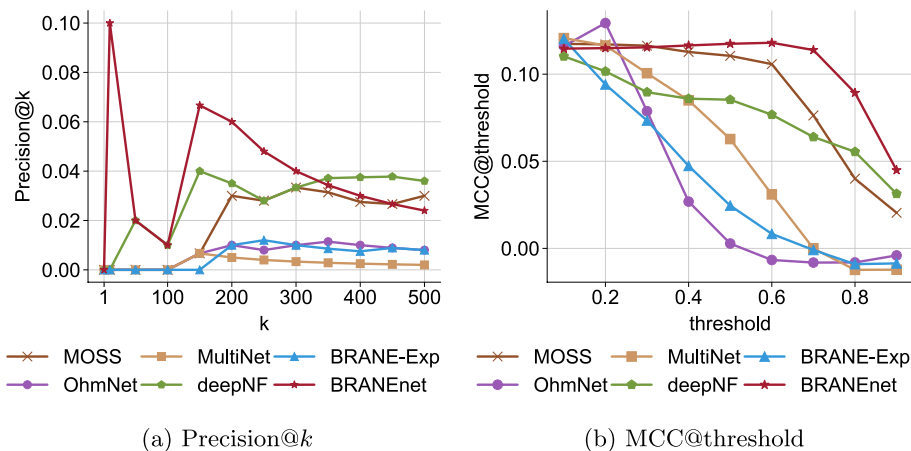 Precision@k
0.10
0.08
0.06
0.04
0.02
0.00
1 100 200 300 400 500
k
MOSS MultiNet BRANE-Exp
OhmNet deepNF BRANEnet
(a) Precision@k
MCC@threshold
0.10
0.05
0.00
0.2 0.4 0.6 0.8
threshold
MOSS MultiNet BRANE-Exp
OhmNet deepNF BRANEnet
(b) MCC@threshold